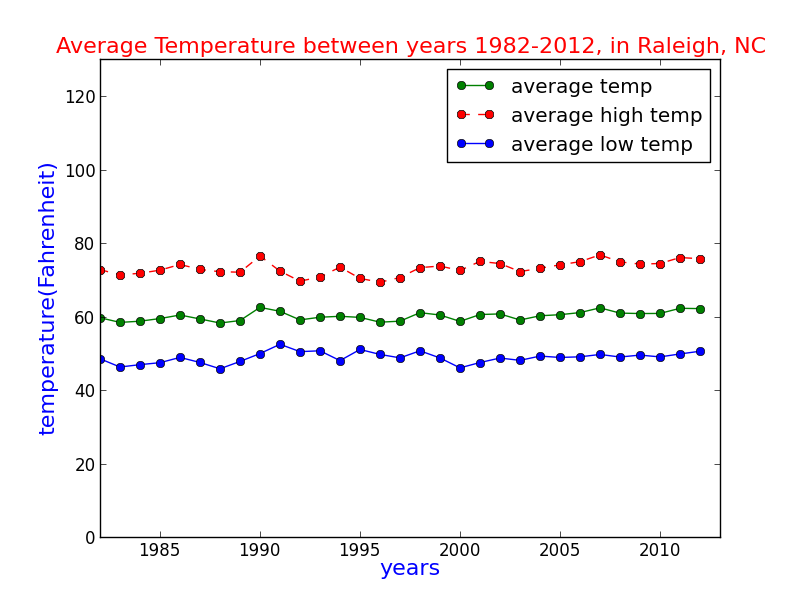 Average Temperature between years 1982-2012, in Raleigh, NC
average temp
average high temp
average low temp
temperature(Fahrenheit)
120
100
80
60
40
20
0
1985 1990 1995 2000 2005 2010
years